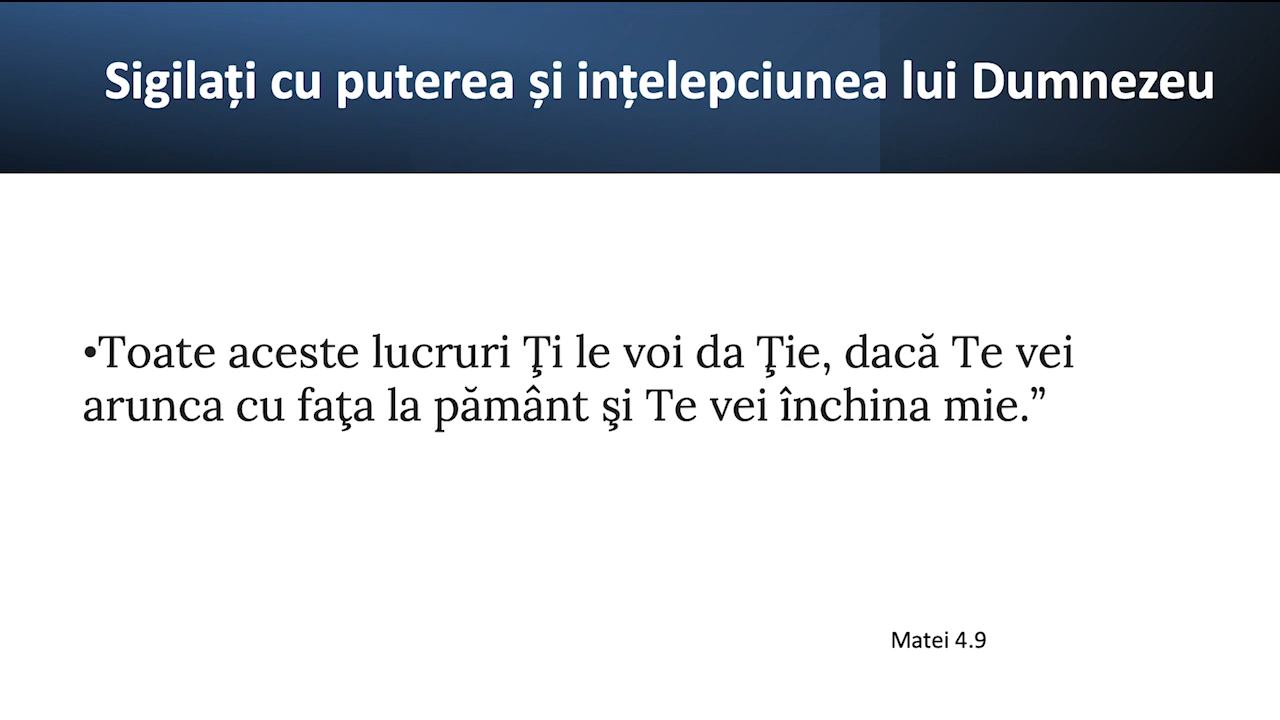 Sigilați cu puterea și ințelepciunea lui Dumnezeu
•Toate aceste lucruri Ţi le voi da Ţie, dacă Te vei
arunca cu faţa la pământ şi Te vei închina mie.”
Matei 4.9